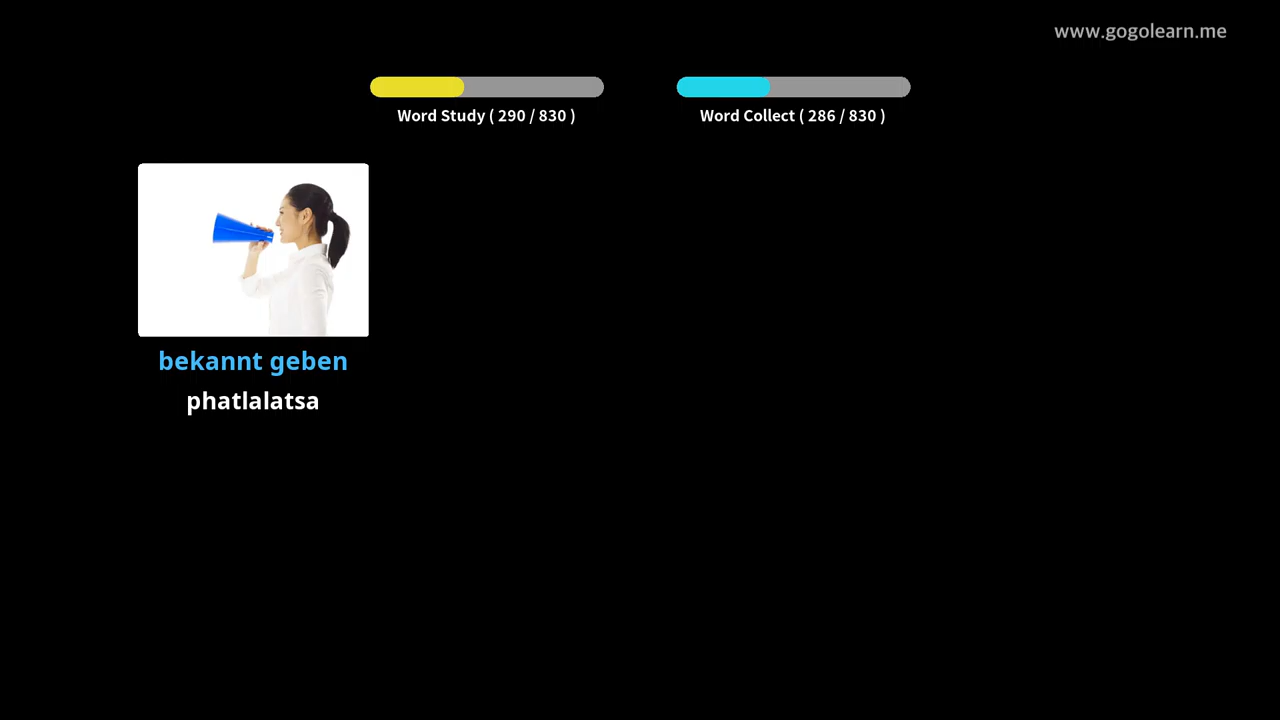 www.gogolearn.me
Word Study ( 290 / 830 )
Word Collect ( 286 / 830 )
bekannt geben
phatlalatsa